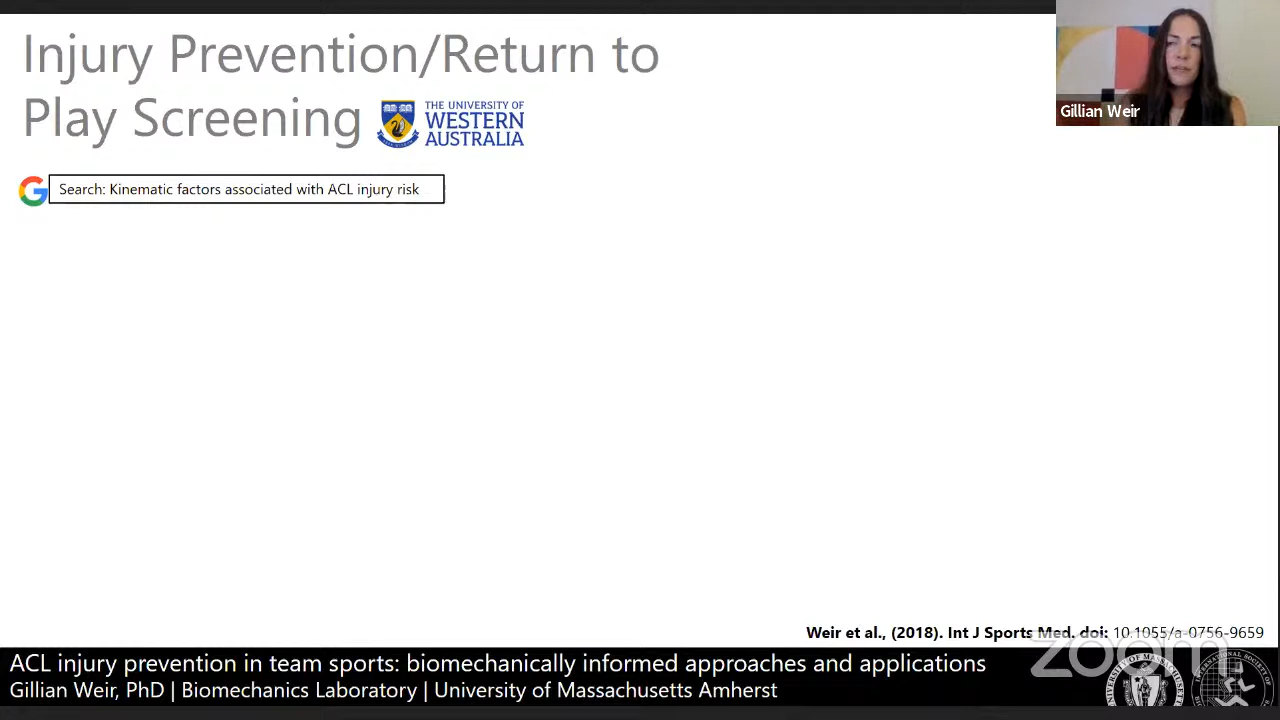 Injury Prevention/Return to
Play Screening
THE UNIVERSITY OF
WESTERN
AUSTRALIA
Gillian Weir
Search: Kinematic factors associated with ACL injury risk
Weir et al., (2018). Int J Sports Med. doi: 10.1055/a-0756-9659
zoom
ACL injury prevention in team sports: biomechanically informed approaches and applications
Gillian Weir, PhD | Biomechanics Laboratory | University of Massachusetts Amherst